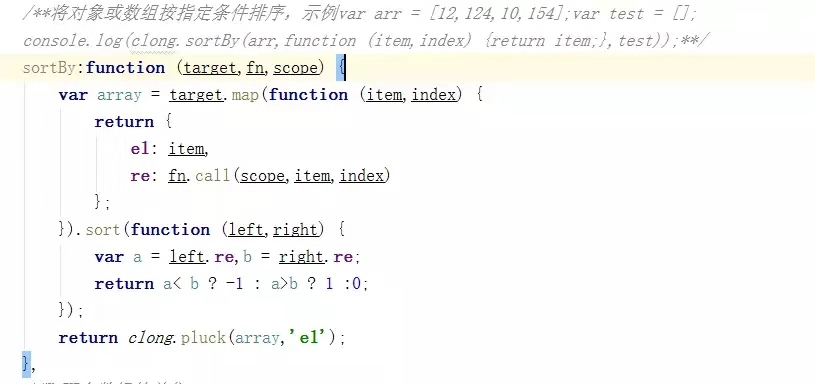 /**将对象或数组按指定条件排序，示例var arr = [12,124,10,154];var test = [];
console.log(clong.sortBy(arr,function (item,index) {return item;},test));**/
sortBy:function (target,fn,scope) {
    var array = target.map(function (item,index) {
        return {
            el: item,
            re: fn.call(scope,item,index)
        };
    }).sort(function (left,right) {
        var a = left.re,b = right.re;
        return a< b ? -1 : a>b ? 1 :0;
    });
    return clong.pluck(array,'el');
},